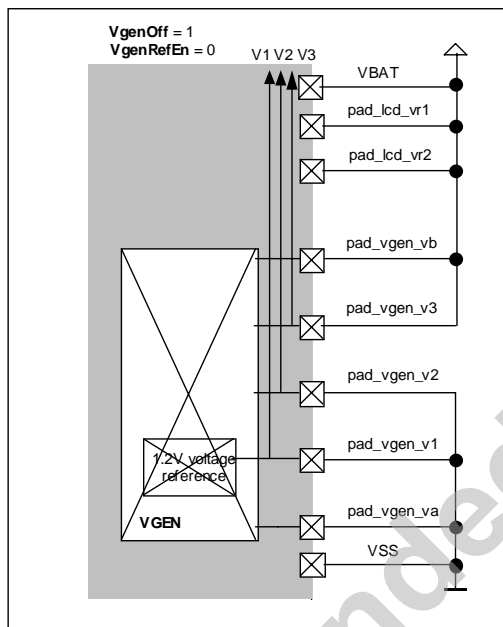 VgenOff = 1
VgenRefEn = 0
V1 V2 V3
VBAT
pad_lcd_vr1
pad_lcd_vr2
pad_vgen_vb
pad_vgen_v3
pad_vgen_v2
1.2V voltage
reference
pad_vgen_v1
VGEN
pad_vgen_va
VSS
nded